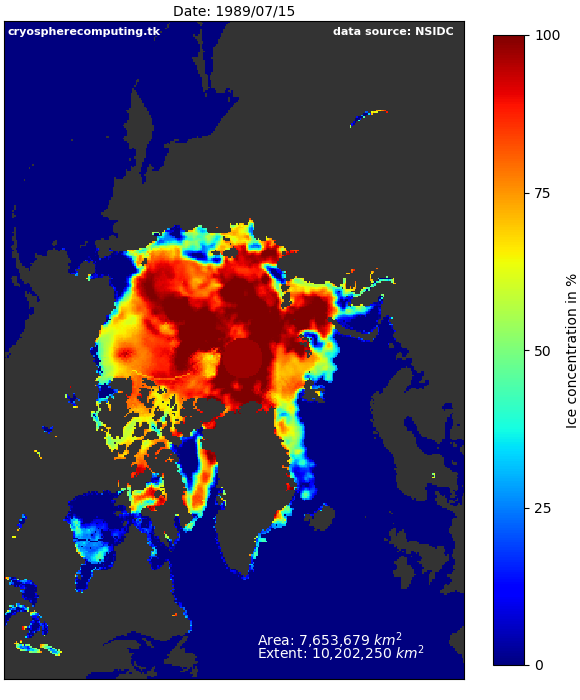 Date: 1989/07/15
cryospherecomputing.tk
data source: NSIDC
100
75
50
25
0
Ice concentration in %
Area: 7,653,679 km²
Extent: 10,202,250 km²